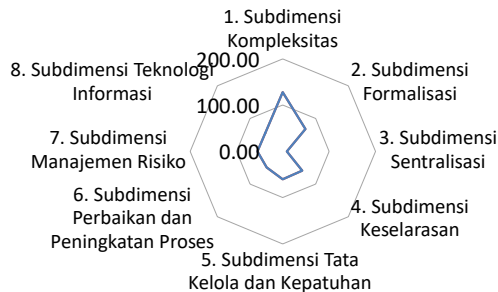 1. Subdimensi
Kompleksitas
2. Subdimensi
Formalisasi
3. Subdimensi
Sentralisasi
4. Subdimensi
Keselarasan
5. Subdimensi Tata
Kelola dan Kepatuhan
6. Subdimensi
Perbaikan dan
Peningkatan Proses
7. Subdimensi
Manajemen Risiko
8. Subdimensi Teknologi
Informasi
200.00
100.00
0.00